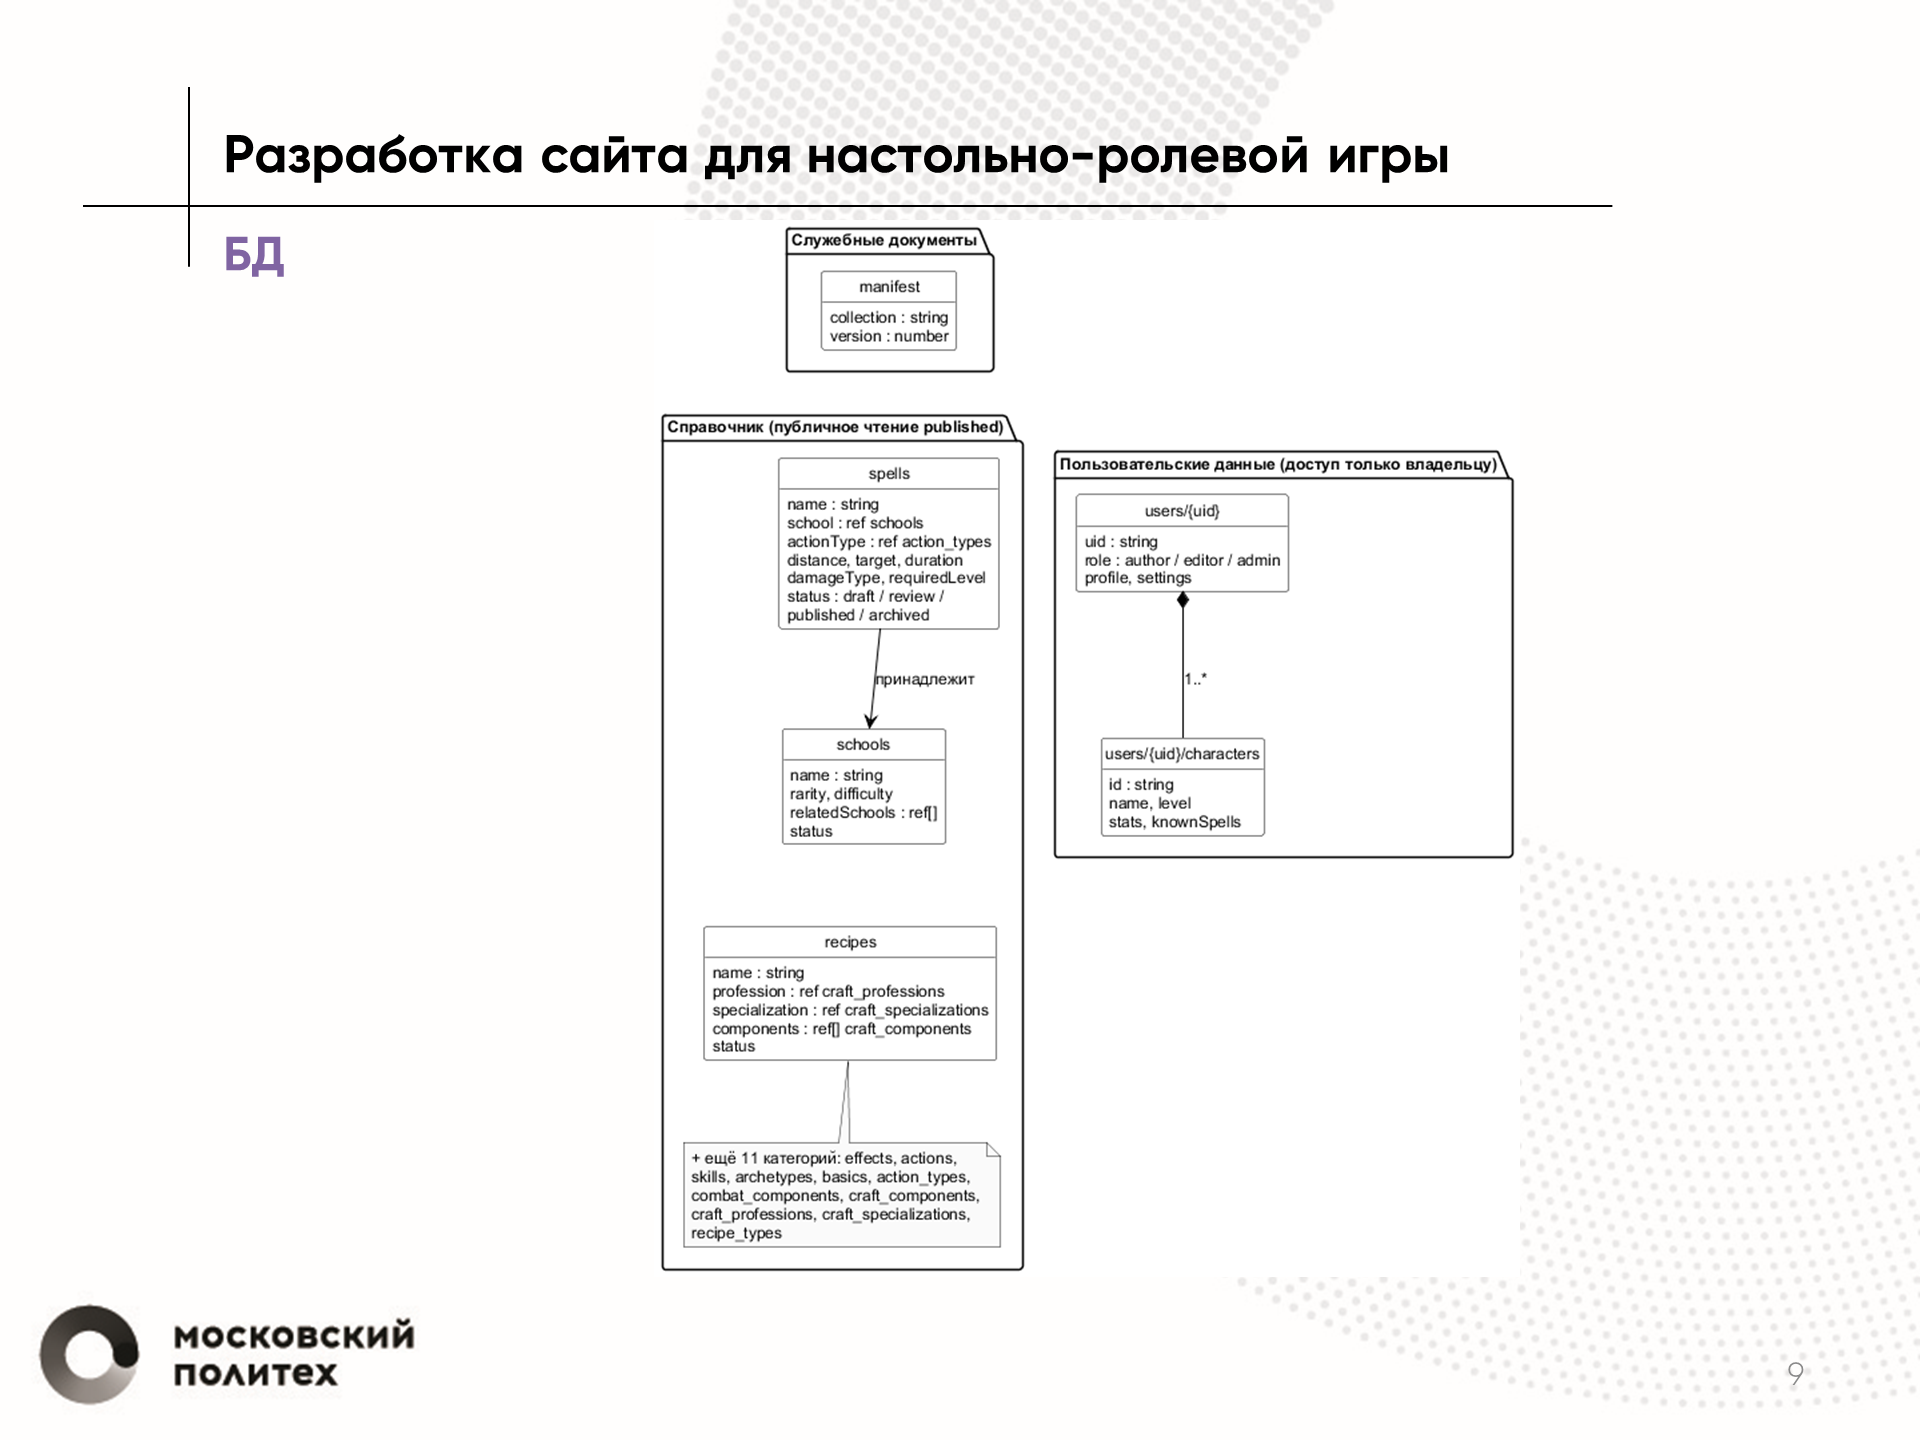 Разработка сайта для настольно-ролевой игры
БД
Служебные документы
manifest
collection : string
version : number
Справочник (публичное чтение published)
spells
name : string
school : ref schools
actionType : ref action_types
distance, target, duration
damageType, requiredLevel
status : draft / review /
published / archived
принадлежит
schools
name : string
rarity, difficulty
relatedSchools : ref[]
status
recipes
name : string
profession : ref craft_professions
specialization : ref craft_specializations
components : ref[] craft_components
status
+ ещё 11 категорий: effects, actions,
skills, archetypes, basics, action_types,
combat_components, craft_components,
craft_professions, craft_specializations,
recipe_types
Пользовательские данные (доступ только владельцу)
users/{uid}
uid : string
role : author / editor / admin
profile, settings
1..*
users/{uid}/characters
id : string
name, level
stats, knownSpells
МОСКОВСКИЙ
ПОЛИТЕХ
9